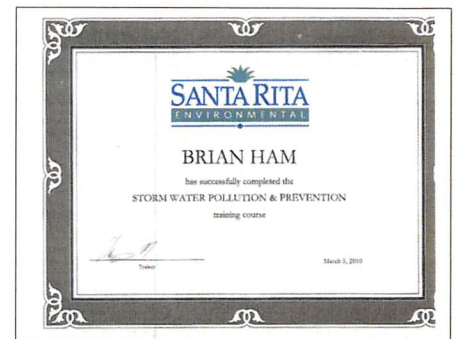 SANTA RITA
ENVIRONMENTAL
BRIAN HAM
has successfully completed the
STORM WATER POLLUTION & PREVENTION
training course
Trainer
March 5, 2010